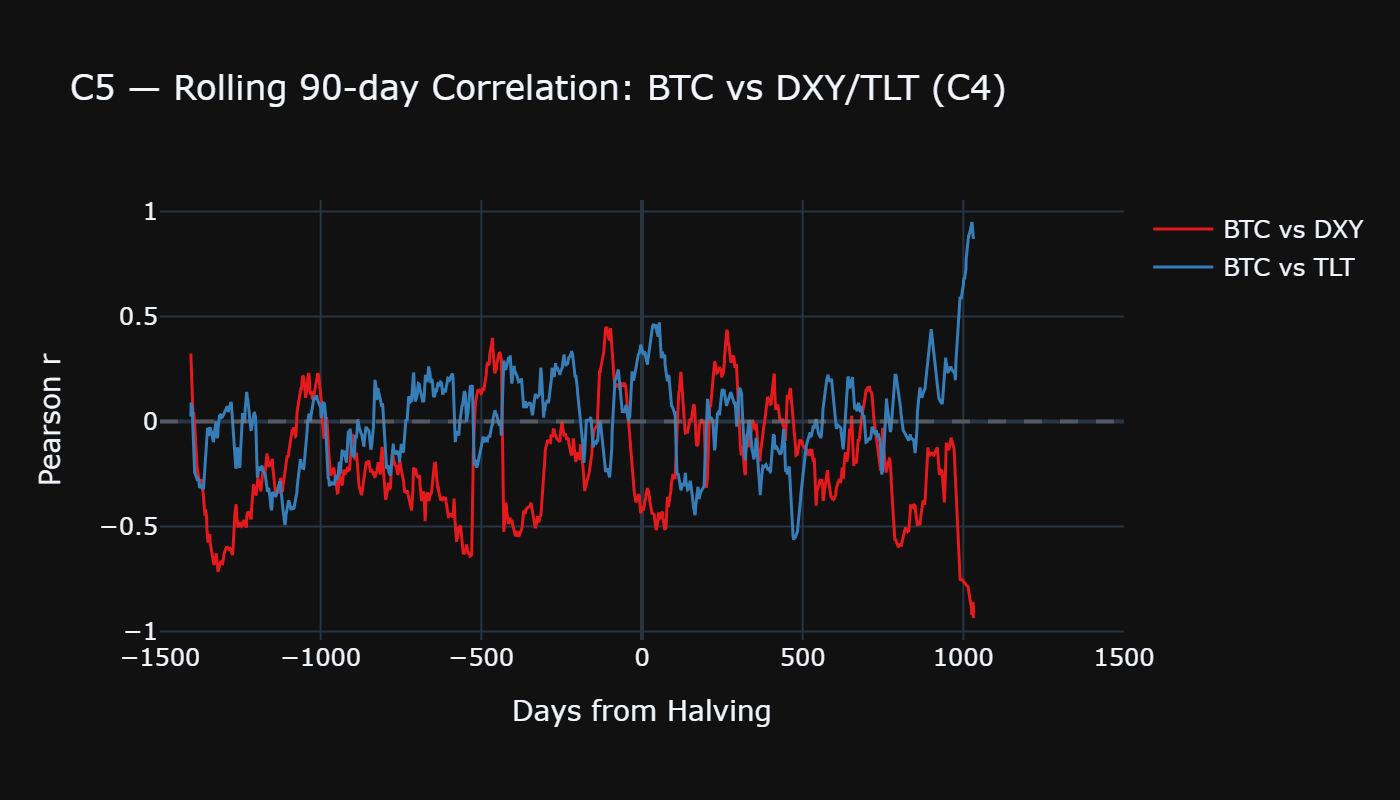 C5 — Rolling 90-day Correlation: BTC vs DXY/TLT (C4)
BTC vs DXY
BTC vs TLT
Pearson r
1
0.5
0
−0.5
−1
−1500 −1000 −500 0 500 1000 1500
Days from Halving